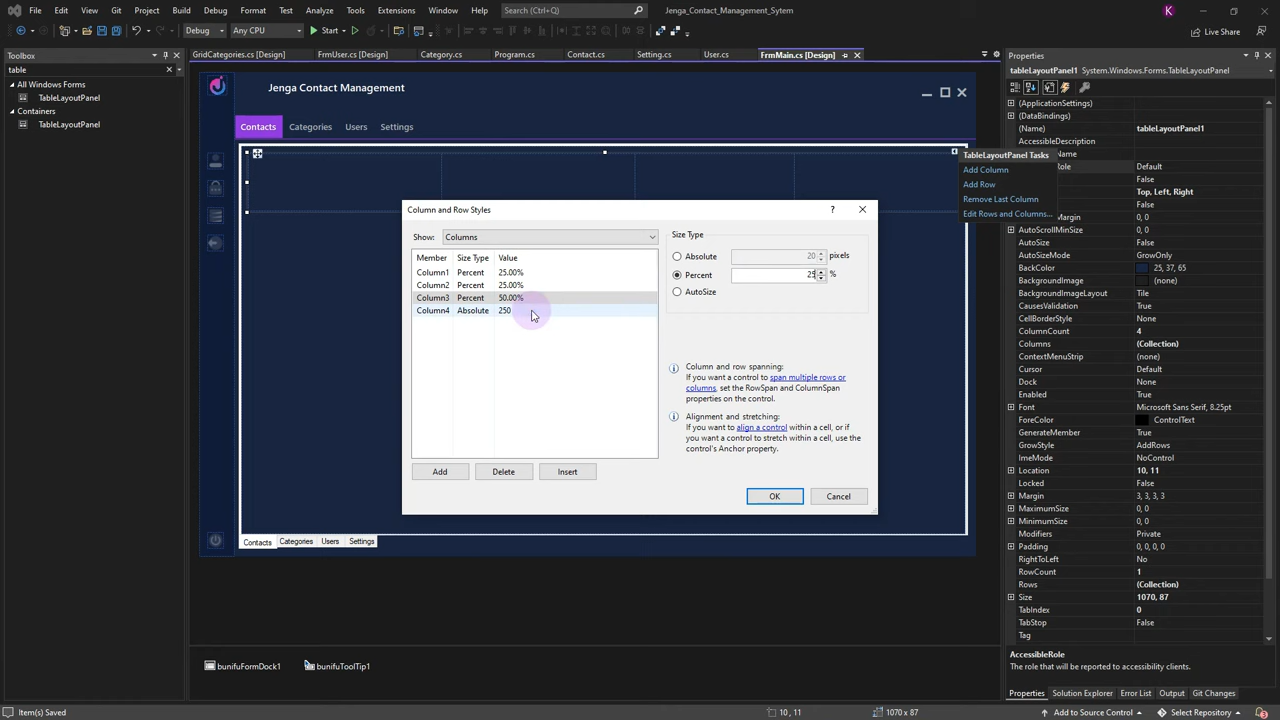 File Edit View Git Project Build Debug Format Test Analyze Tools Extensions Window Help Search (Ctrl+Q) Jenga_Contact_Management_Sytem K
Debug Any CPU Start Live Share
Toolbox
table
All Windows Forms
TableLayoutPanel
Containers
TableLayoutPanel
GridCategories.cs [Design] FrmUser.cs [Design] Category.cs Program.cs Contact.cs Setting.cs User.cs FrmMain.cs [Design]
Jenga Contact Management
Contacts Categories Users Settings
TableLayoutPanel Tasks
Add Column
Add Row
Remove Last Column
Edit Rows and Columns...
Column and Row Styles ?
Show: Columns
Member Size Type Value
Column1 Percent 25.00%
Column2 Percent 25.00%
Column3 Percent 50.00%
Column4 Absolute 250
Add Delete Insert
Size Type
Absolute 20 pixels
Percent 25 %
AutoSize
Column and row spanning:
If you want a control to span multiple rows or
columns, set the RowSpan and ColumnSpan
properties on the control.
Alignment and stretching:
If you want to align a control within a cell, or if
you want a control to stretch within a cell, use the
control's Anchor property.
OK Cancel
Contacts Categories Users Settings
bunifuFormDock1 bunifuToolTip1
Properties
tableLayoutPanel1 System.Windows.Forms.TableLayoutPanel
(ApplicationSettings)
(DataBindings)
(Name) tableLayoutPanel1
AccessibleDescription
Name
Role Default
False
Top, Left, Right
False
Margin 0, 0
AutoScrollMinSize 0, 0
AutoSize False
AutoSizeMode GrowOnly
BackColor 25, 37, 65
BackgroundImage (none)
BackgroundImageLayout Tile
CausesValidation True
CellBorderStyle None
ColumnCount 4
Columns (Collection)
ContextMenuStrip (none)
Cursor Default
Dock None
Enabled True
Font Microsoft Sans Serif, 8.25pt
ForeColor ControlText
GenerateMember True
GrowStyle AddRows
ImeMode NoControl
Location 10, 11
Locked False
Margin 3, 3, 3, 3
MaximumSize 0, 0
MinimumSize 0, 0
Modifiers Private
Padding 0, 0, 0, 0
RightToLeft No
RowCount 1
Rows (Collection)
Size 1070, 87
TabIndex 0
TabStop False
Tag
AccessibleRole
The role that will be reported to accessibility clients.
Properties Solution Explorer Error List Output Git Changes
Item(s) Saved 10 , 11 1070 x 87 Add to Source Control Select Repository